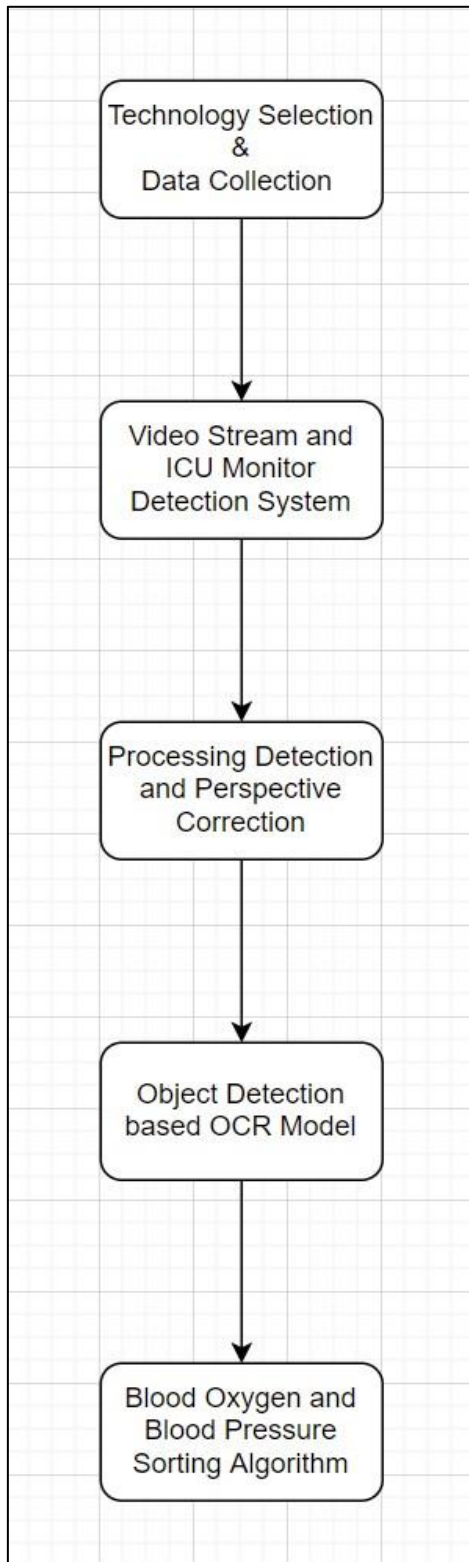 Technology Selection
&
Data Collection
Video Stream and
ICU Monitor
Detection System
Processing Detection
and Perspective
Correction
Object Detection
based OCR Model
Blood Oxygen and
Blood Pressure
Sorting Algorithm